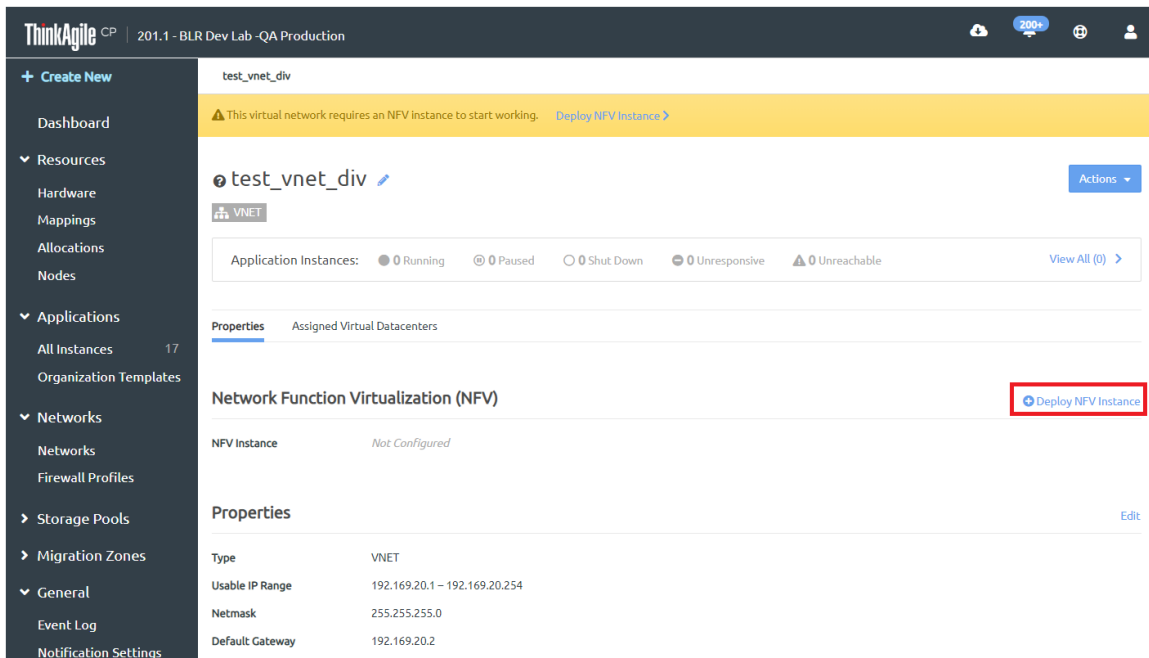 ThinkAgile CP 201.1 - BLR Dev Lab -QA Production
200+
+ Create New
Dashboard
Resources
Hardware
Mappings
Allocations
Nodes
Applications
All Instances 17
Organization Templates
Networks
Networks
Firewall Profiles
Storage Pools
Migration Zones
General
Event Log
Notification Settings
test_vnet_div
This virtual network requires an NFV instance to start working. Deploy NFV Instance
test_vnet_div
Actions
VNET
Application Instances: 0 Running 0 Paused 0 Shut Down 0 Unresponsive 0 Unreachable View All (0)
Properties Assigned Virtual Datacenters
Network Function Virtualization (NFV) Deploy NFV Instance
NFV Instance Not Configured
Properties Edit
Type VNET
Usable IP Range 192.169.20.1 – 192.169.20.254
Netmask 255.255.255.0
Default Gateway 192.169.20.2